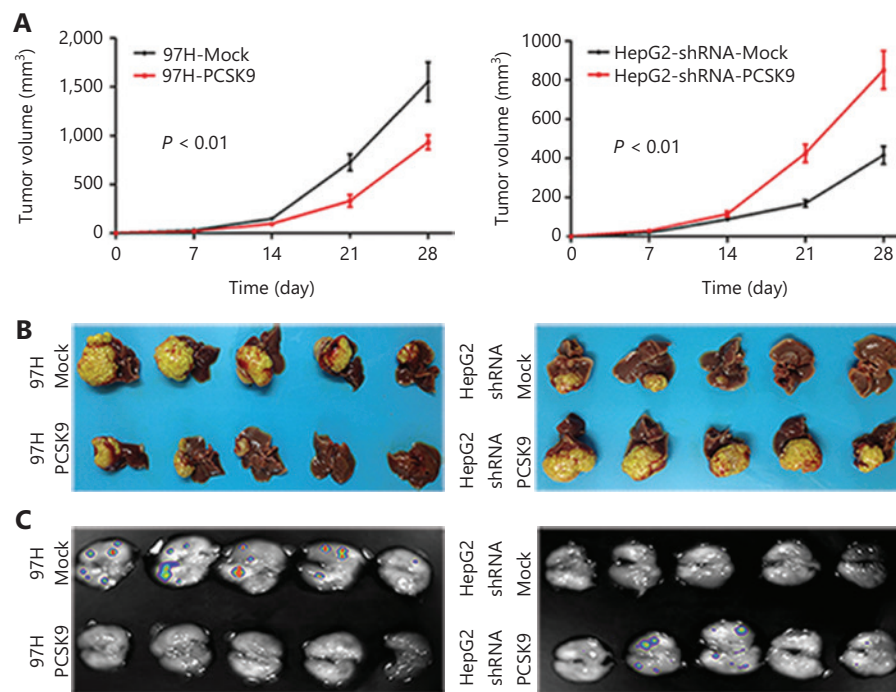 A
Tumor volume (mm³)
2,000
1,500
1,000
500
0
97H-Mock
97H-PCSK9
P < 0.01
0 7 14 21 28
Time (day)
Tumor volume (mm³)
1000
800
600
400
200
0
HepG2-shRNA-Mock
HepG2-shRNA-PCSK9
P < 0.01
0 7 14 21 28
Time (day)
B
97H
Mock
97H
PCSK9
HepG2
shRNA
Mock
HepG2
shRNA
PCSK9
C
97H
Mock
97H
PCSK9
HepG2
shRNA
Mock
HepG2
shRNA
PCSK9